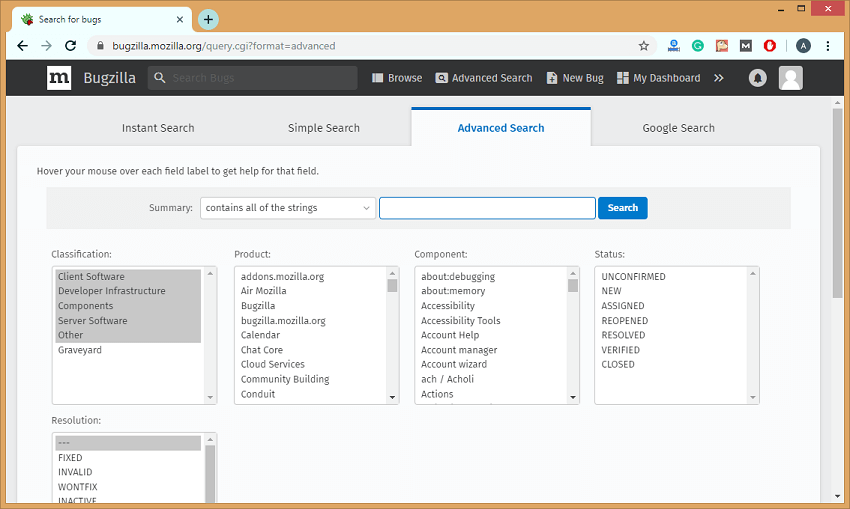 Search for bugs
bugzilla.mozilla.org/query.cgi?format=advanced
A
m Bugzilla Search Bugs Browse Advanced Search New Bug My Dashboard
Instant Search Simple Search Advanced Search Google Search
Hover your mouse over each field label to get help for that field.
Summary: contains all of the strings Search
Classification:
Client Software
Developer Infrastructure
Components
Server Software
Other
Graveyard
Product:
addons.mozilla.org
Air Mozilla
Bugzilla
bugzilla.mozilla.org
Calendar
Chat Core
Cloud Services
Community Building
Conduit
Component:
about:debugging
about:memory
Accessibility
Accessibility Tools
Account Help
Account manager
Account wizard
ach / Acholi
Actions
Status:
UNCONFIRMED
NEW
ASSIGNED
REOPENED
RESOLVED
VERIFIED
CLOSED
Resolution:
---
FIXED
INVALID
WONTFIX
INACTIVE